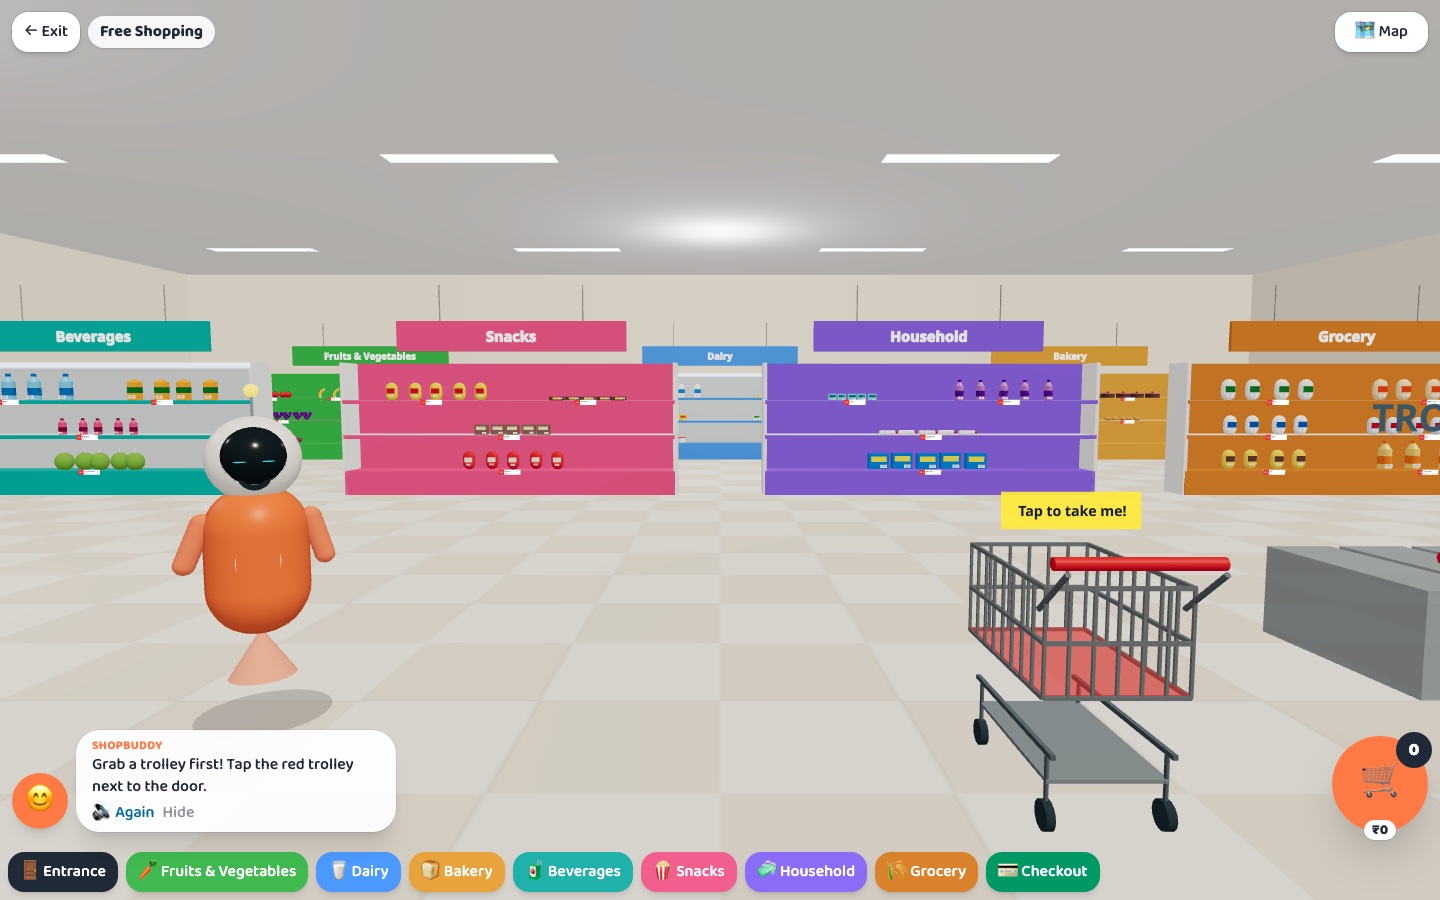 ← Exit
Free Shopping
Map
Beverages
Snacks
Household
Grocery
Fruits & Vegetables
Dairy
Bakery
Tap to take me!
SHOPBUDDY
Grab a trolley first! Tap the red trolley
next to the door.
Again Hide
0
₹0
Entrance
Fruits & Vegetables
Dairy
Bakery
Beverages
Snacks
Household
Grocery
Checkout